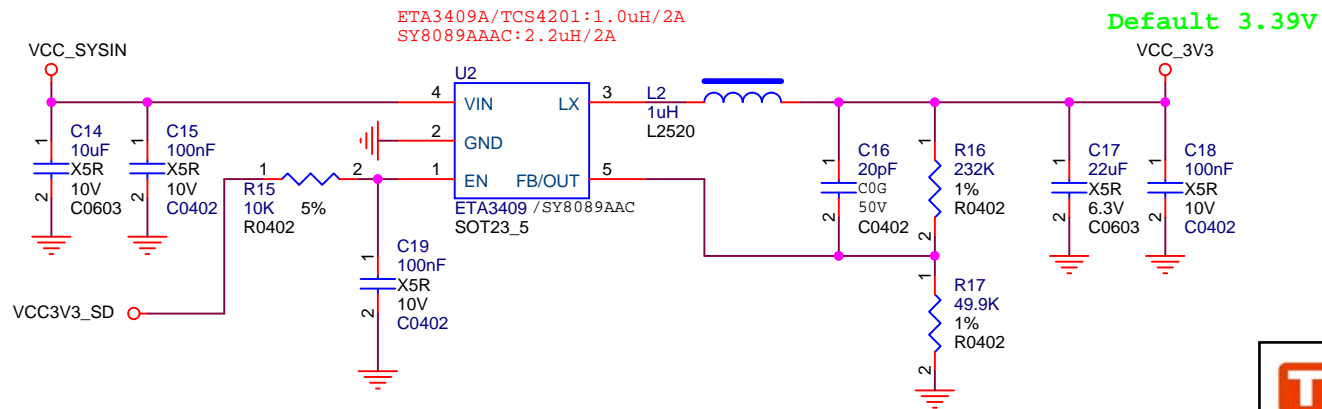 ETA3409A/TCS4201:1.0uH/2A
SY8089AAAC:2.2uH/2A
Default 3.39V
VCC_SYSIN
VCC_3V3
U2
4 VIN
LX 3
2 GND
1 EN
FB/OUT 5
ETA3409 /SY8089AAC
SOT23_5
L2
1uH
L2520
1
2
C14
10uF
X5R
10V
C0603
1
2
C15
100nF
X5R
10V
C0402
1 2
R15
10K
R0402
5%
1
2
C16
20pF
C0G
50V
C0402
1
2
R16
232K
1%
R0402
1
2
C17
22uF
X5R
6.3V
C0603
1
2
C18
100nF
X5R
10V
C0402
1
2
C19
100nF
X5R
10V
C0402
VCC3V3_SD
1
2
R17
49.9K
1%
R0402
T